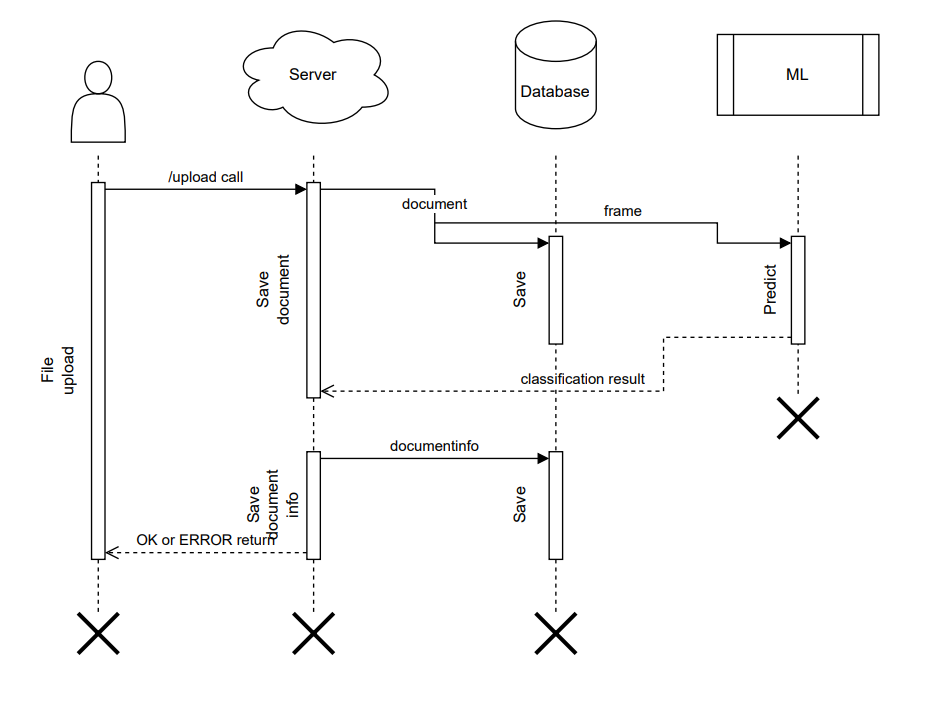 Server
Database
ML
/upload call
document
frame
Save
document
Save
Predict
File
upload
classification result
documentinfo
Save
document
info
Save
OK or ERROR return